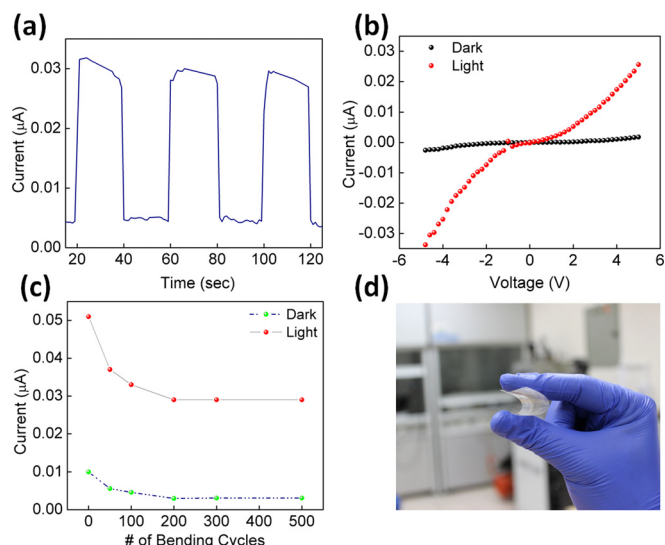 (a)
0.03
0.02
0.01
0.00
Current (μA)
20 40 60 80 100 120
Time (sec)
(b)
Dark
Light
0.03
0.02
0.01
0.00
-0.01
-0.02
-0.03
Current (μA)
-6 -4 -2 0 2 4 6
Voltage (V)
(c)
Dark
Light
0.05
0.04
0.03
0.02
0.01
0.00
Current (μA)
0 100 200 300 400 500
# of Bending Cycles
(d)